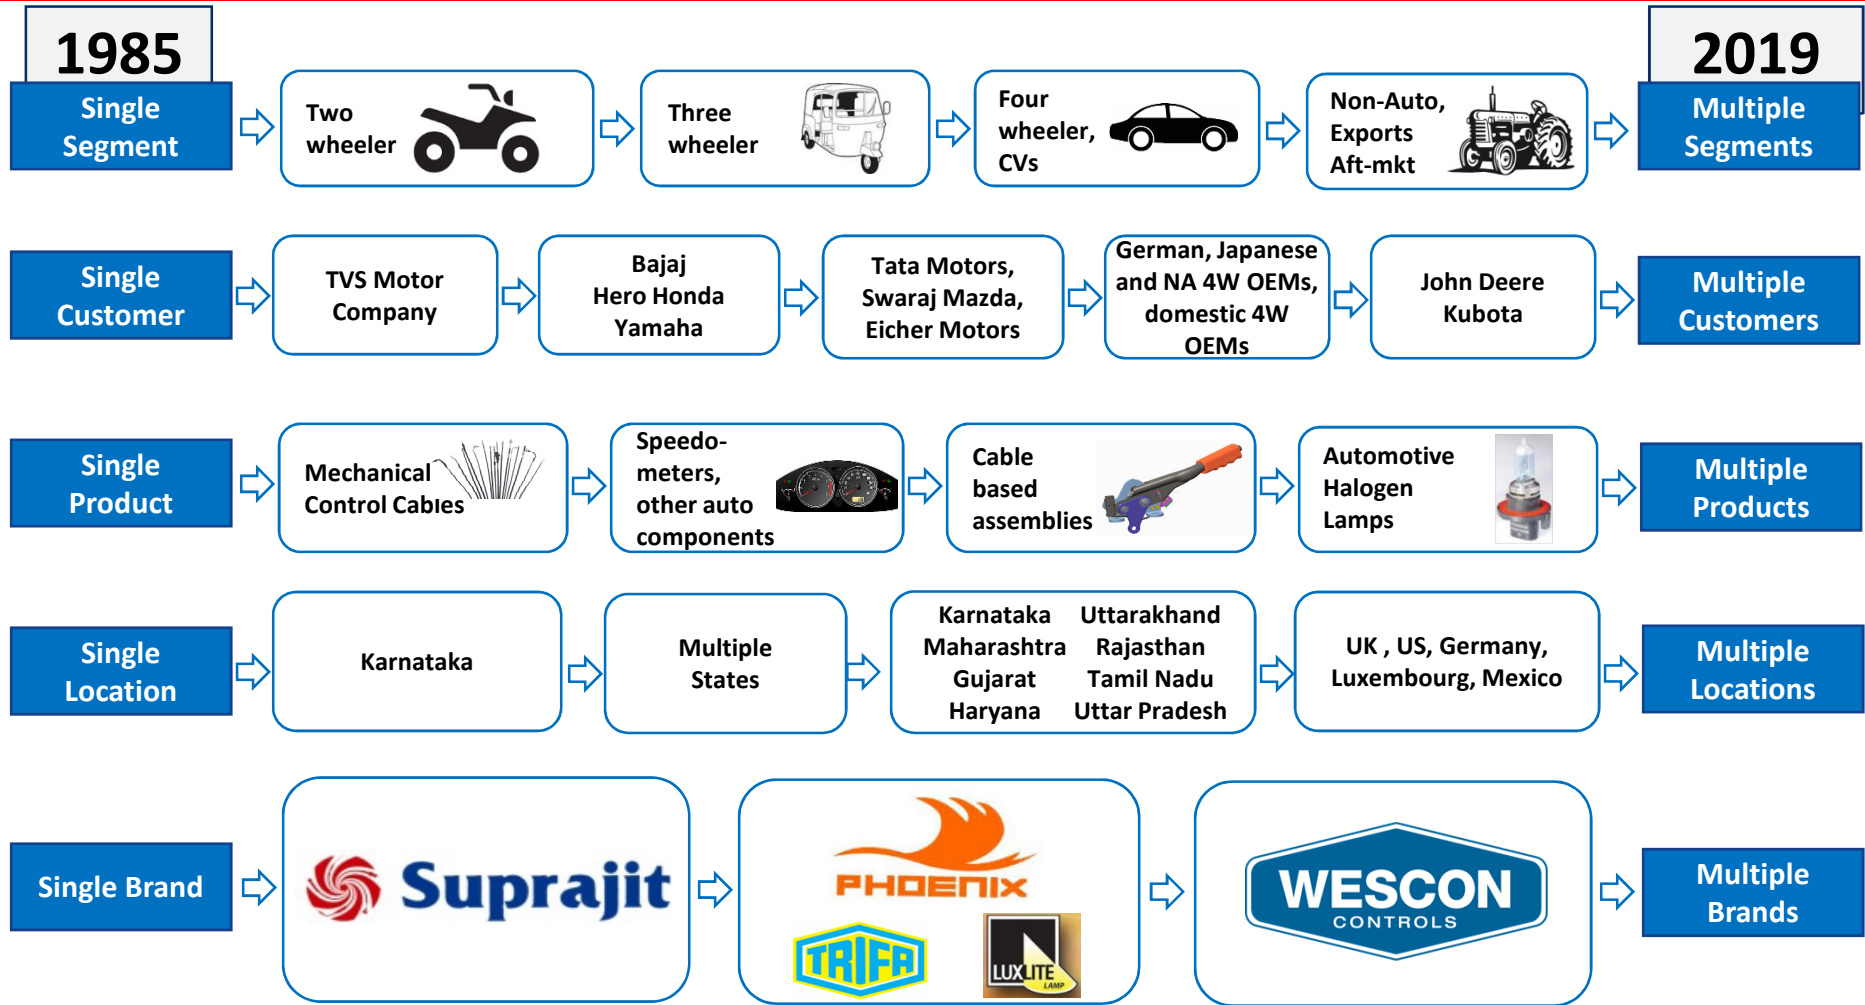 1985
2019
Single
Segment
Two
wheeler
Three
wheeler
Four
wheeler,
CVs
Non-Auto,
Exports
Aft-mkt
Multiple
Segments
Single
Customer
TVS Motor
Company
Bajaj
Hero Honda
Yamaha
Tata Motors,
Swaraj Mazda,
Eicher Motors
German, Japanese
and NA 4W OEMs,
domestic 4W
OEMs
John Deere
Kubota
Multiple
Customers
Single
Product
Mechanical
Control Cables
Speedo-
meters,
other auto
components
Cable
based
assemblies
Automotive
Halogen
Lamps
Multiple
Products
Single
Location
Karnataka
Multiple
States
Karnataka Uttarakhand
Maharashtra Rajasthan
Gujarat Tamil Nadu
Haryana Uttar Pradesh
UK , US, Germany,
Luxembourg, Mexico
Multiple
Locations
Single Brand
Suprajit
PHOENIX
TRIFA
LUXLITE
LAMP
WESCON
CONTROLS
Multiple
Brands